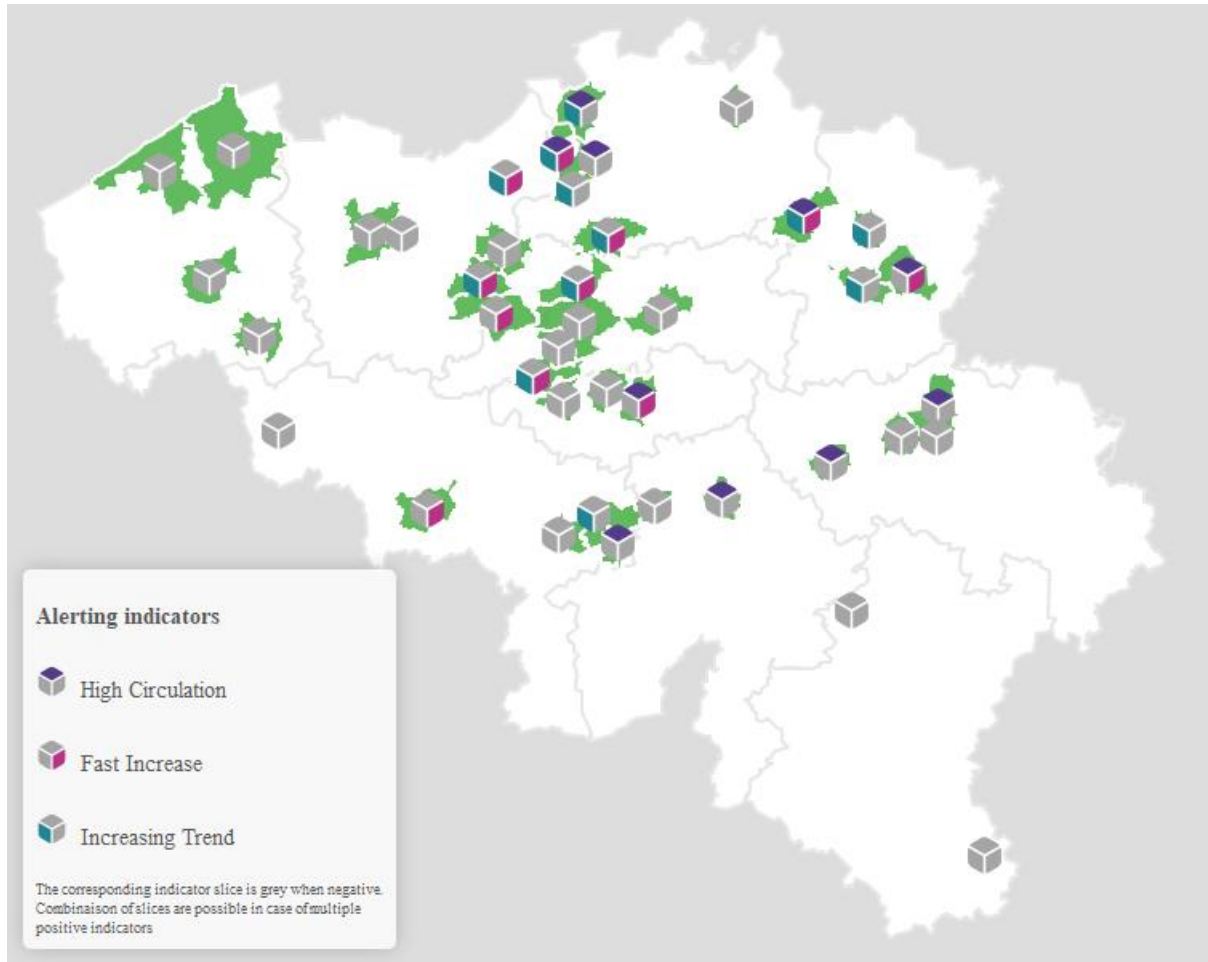 Alerting indicators
High Circulation
Fast Increase
Increasing Trend
The corresponding indicator slice is grey when negative.
Combinaison of slices are possible in case of multiple
positive indicators